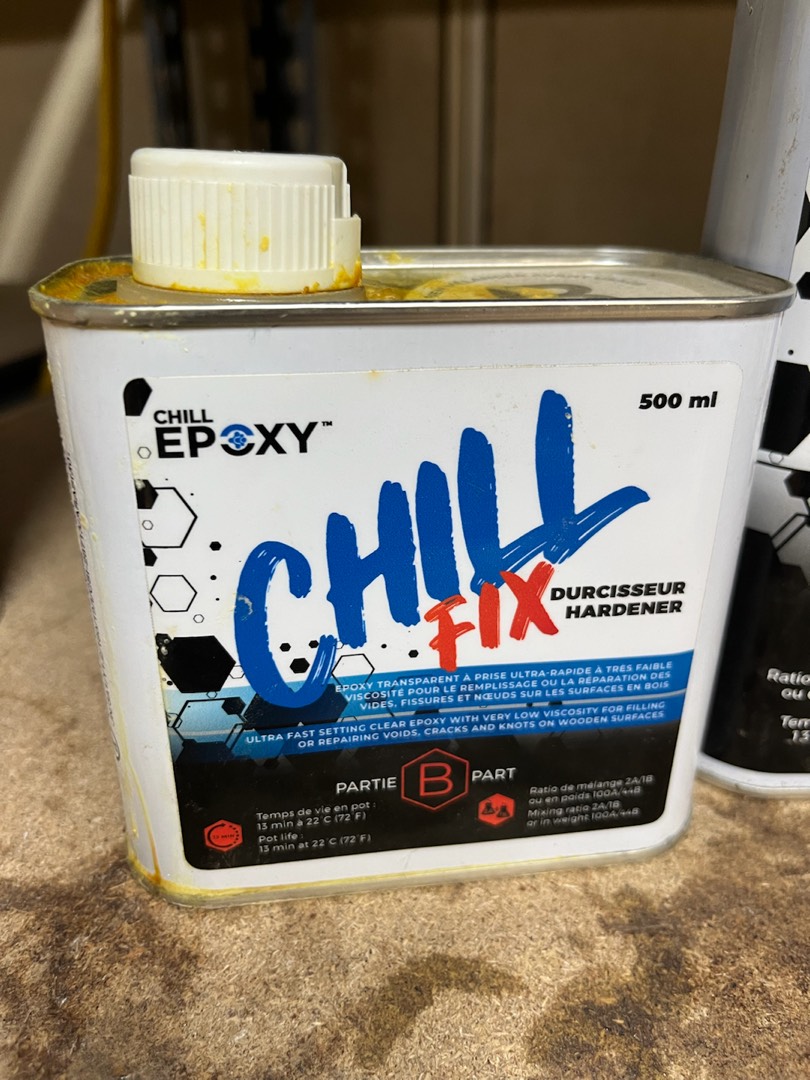 CHILL
EPOXY™
500 ml
CHILL
FIX
DURCISSEUR
HARDENER
EPOXY TRANSPARENT À PRISE ULTRA-RAPIDE À TRÈS FAIBLE
VISCOSITÉ POUR LE REMPLISSAGE OU LA RÉPARATION DES
VIDES, FISSURES ET NŒUDS SUR LES SURFACES EN BOIS
ULTRA FAST SETTING CLEAR EPOXY WITH VERY LOW VISCOSITY FOR FILLING
OR REPAIRING VOIDS, CRACKS AND KNOTS ON WOODEN SURFACES
PARTIE B PART
Temps de vie en pot :
13 min à 22°C (72°F)
Pot life :
13 min at 22°C (72°F)
Ratio de mélange 2A/1B
ou en poids 100A/44B
Mixing ratio 2A/1B
or in weight 100A/44B
Ratio
ou
13